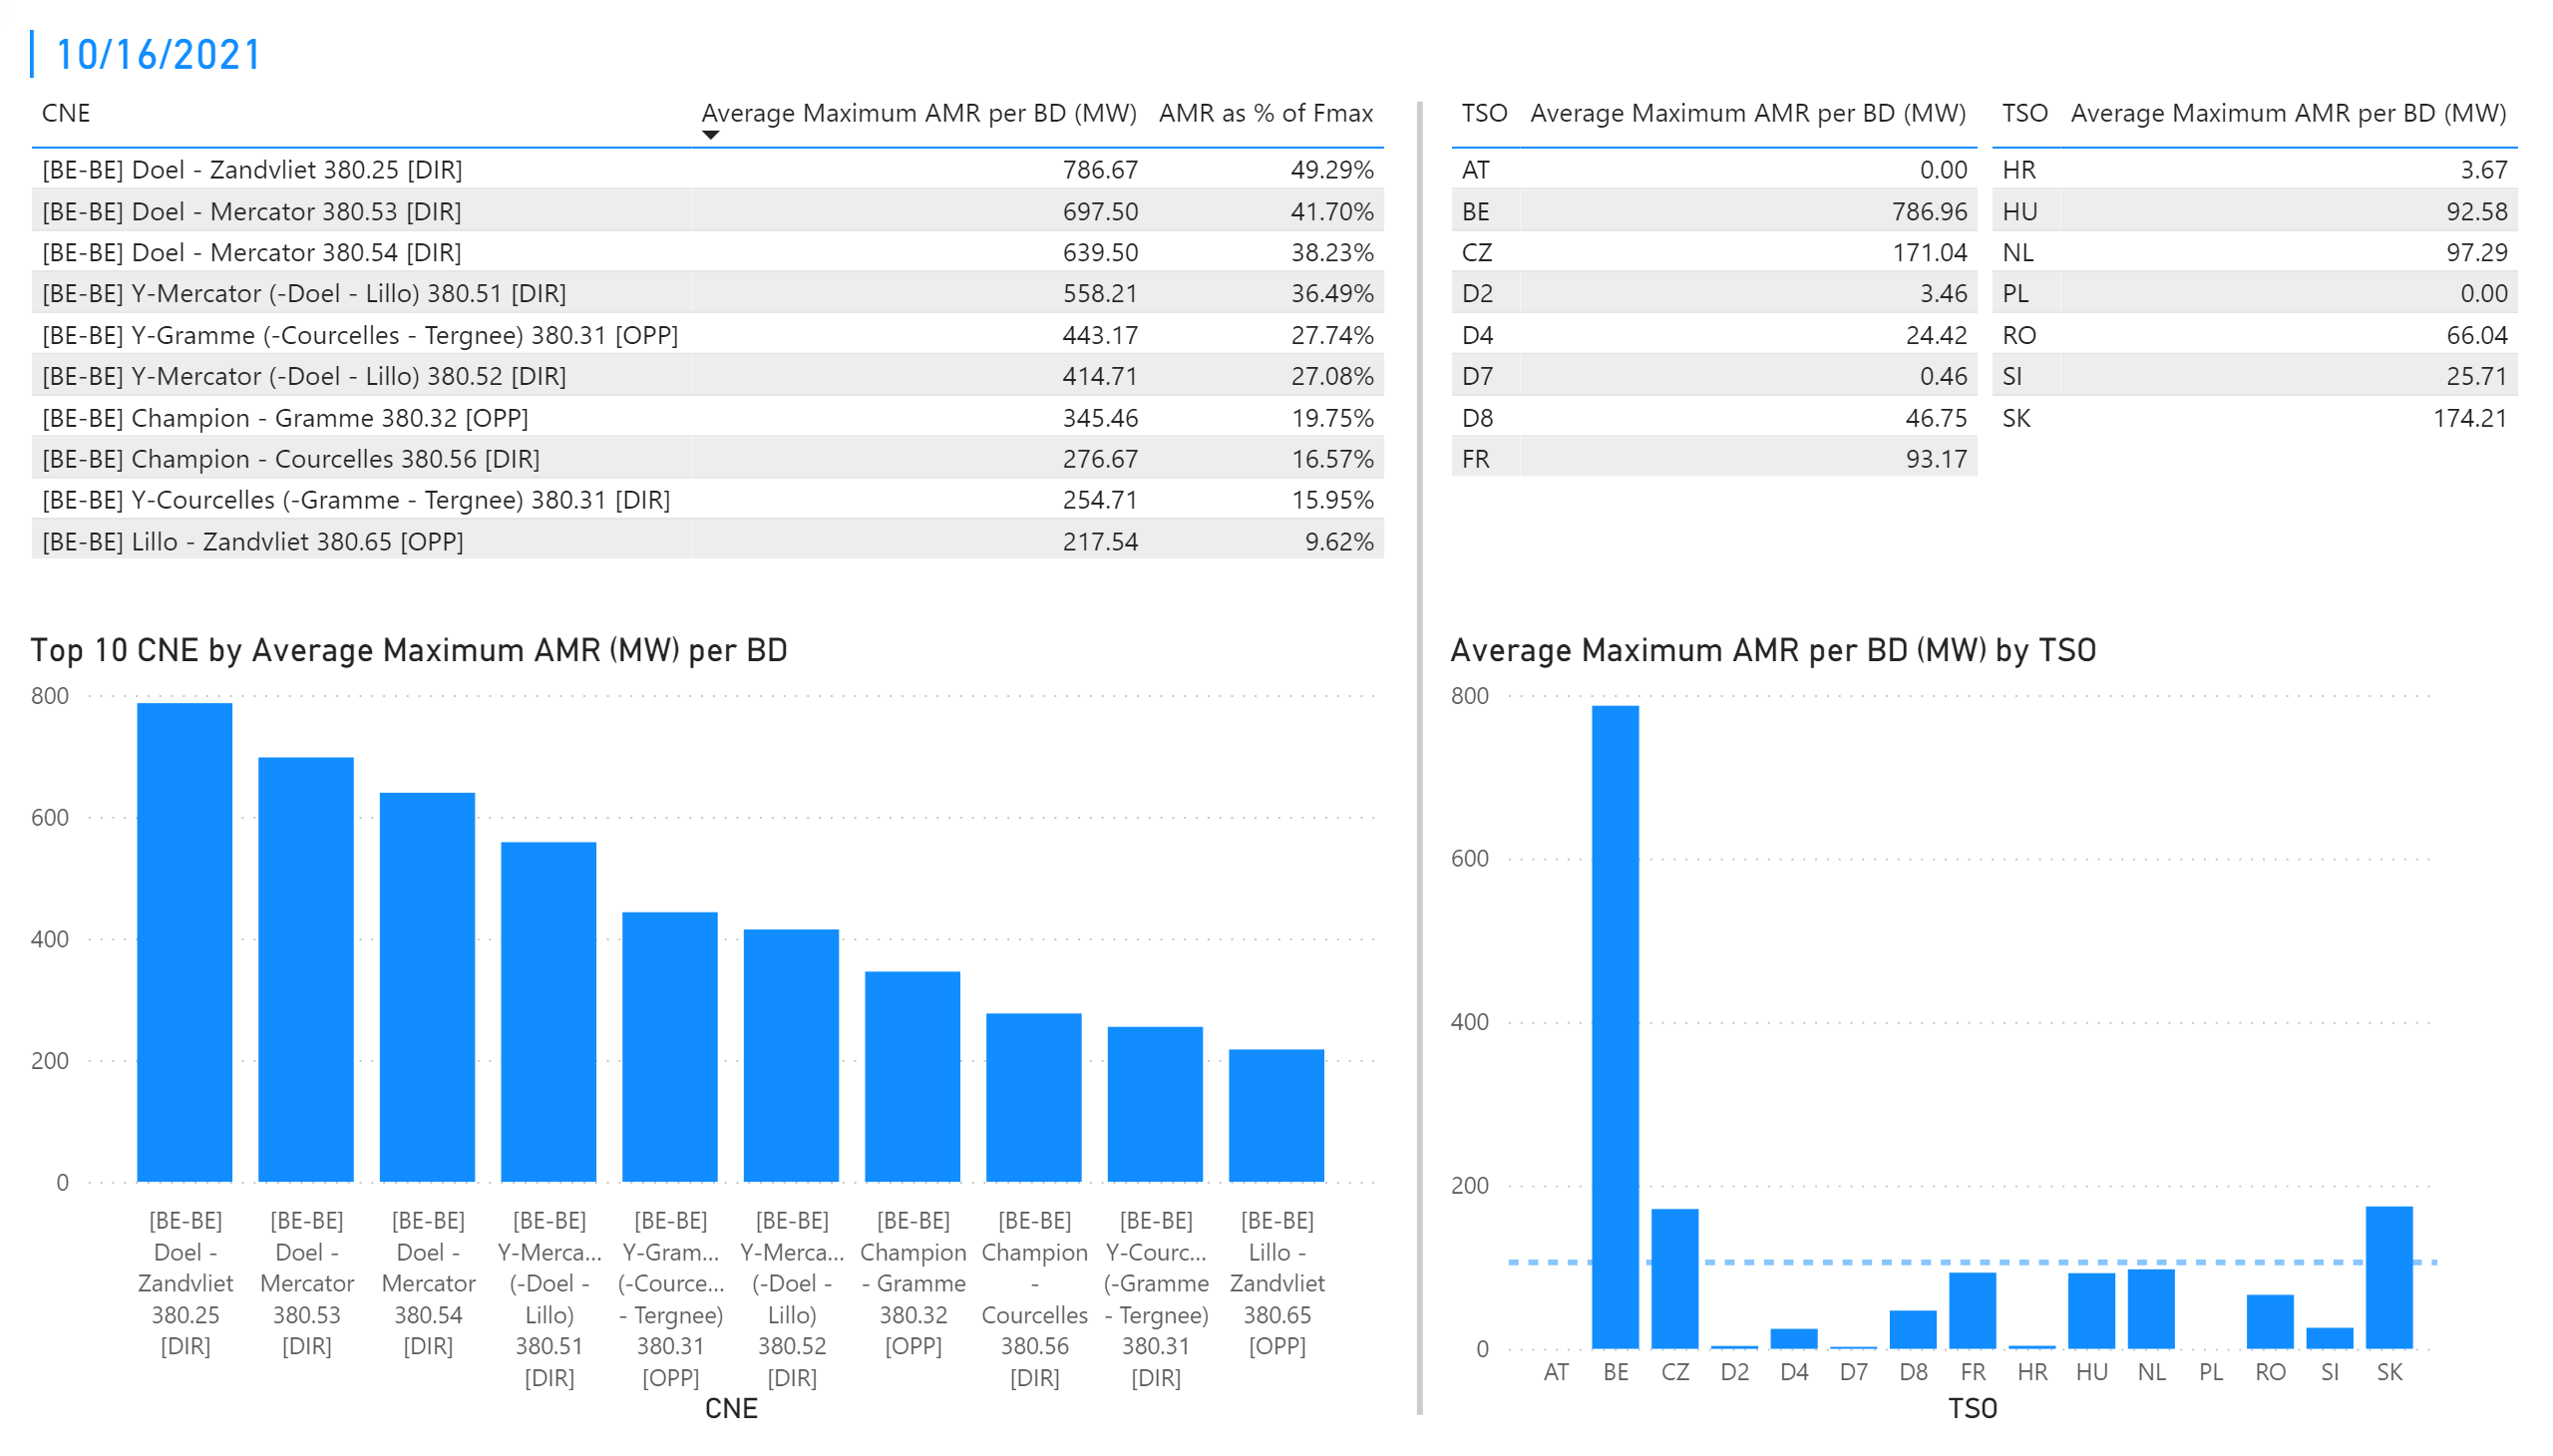 10/16/2021
CNE Average Maximum AMR per BD (MW) AMR as % of Fmax
[BE-BE] Doel - Zandvliet 380.25 [DIR] 786.67 49.29%
[BE-BE] Doel - Mercator 380.53 [DIR] 697.50 41.70%
[BE-BE] Doel - Mercator 380.54 [DIR] 639.50 38.23%
[BE-BE] Y-Mercator (-Doel - Lillo) 380.51 [DIR] 558.21 36.49%
[BE-BE] Y-Gramme (-Courcelles - Tergnee) 380.31 [OPP] 443.17 27.74%
[BE-BE] Y-Mercator (-Doel - Lillo) 380.52 [DIR] 414.71 27.08%
[BE-BE] Champion - Gramme 380.32 [OPP] 345.46 19.75%
[BE-BE] Champion - Courcelles 380.56 [DIR] 276.67 16.57%
[BE-BE] Y-Courcelles (-Gramme - Tergnee) 380.31 [DIR] 254.71 15.95%
[BE-BE] Lillo - Zandvliet 380.65 [OPP] 217.54 9.62%
TSO Average Maximum AMR per BD (MW)
AT 0.00
BE 786.96
CZ 171.04
D2 3.46
D4 24.42
D7 0.46
D8 46.75
FR 93.17
TSO Average Maximum AMR per BD (MW)
HR 3.67
HU 92.58
NL 97.29
PL 0.00
RO 66.04
SI 25.71
SK 174.21
Top 10 CNE by Average Maximum AMR (MW) per BD
800
600
400
200
0
[BE-BE]
Doel -
Zandvliet
380.25
[DIR]
[BE-BE]
Doel -
Mercator
380.53
[DIR]
[BE-BE]
Doel -
Mercator
380.54
[DIR]
[BE-BE]
Y-Merca...
(-Doel -
Lillo)
380.51
[DIR]
[BE-BE]
Y-Gram...
(-Cource...
- Tergnee)
380.31
[OPP]
[BE-BE]
Y-Merca...
(-Doel -
Lillo)
380.52
[DIR]
[BE-BE]
Champion
- Gramme
380.32
[OPP]
[BE-BE]
Champion
-
Courcelles
380.56
[DIR]
[BE-BE]
Y-Courc...
(-Gramme
- Tergnee)
380.31
[DIR]
[BE-BE]
Lillo -
Zandvliet
380.65
[OPP]
CNE
Average Maximum AMR per BD (MW) by TSO
800
600
400
200
0
AT BE CZ D2 D4 D7 D8 FR HR HU NL PL RO SI SK
TSO